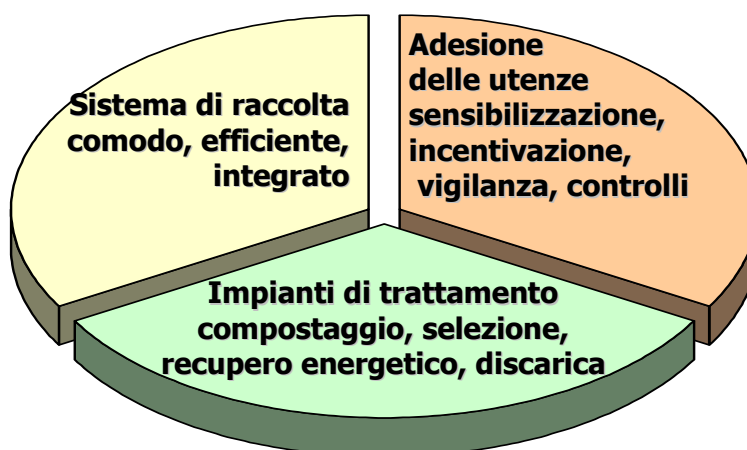 Sistema di raccolta
comodo, efficiente,
integrato
Adesione
delle utenze
sensibilizzazione,
incentivazione,
vigilanza, controlli
Impianti di trattamento
compostaggio, selezione,
recupero energetico, discarica